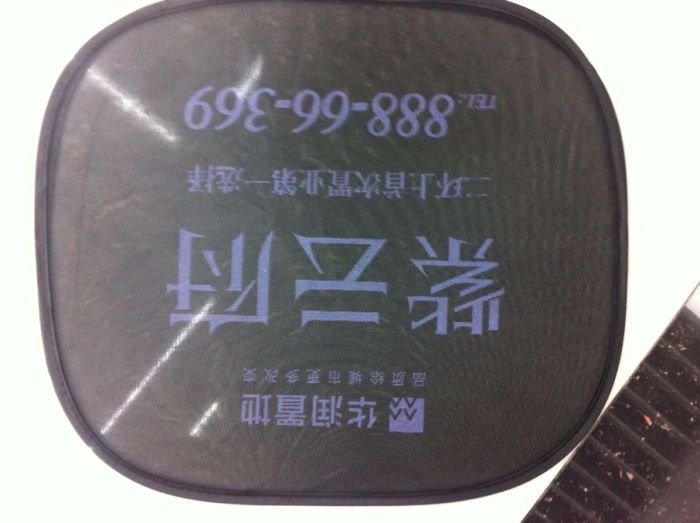 华润置地
品质给城市更多改变
紫云府
二环上首次置业第一选择
TEL:888-66-369